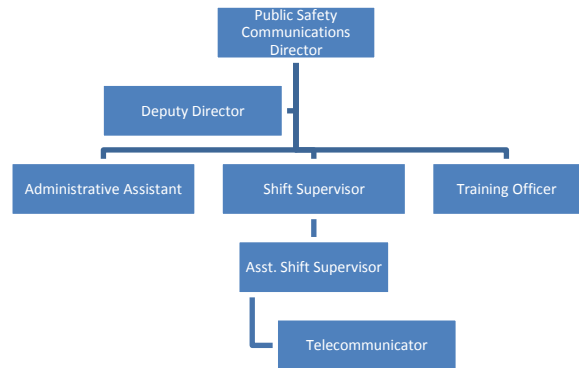 Public Safety
Communications
Director
Deputy Director
Administrative Assistant
Shift Supervisor
Training Officer
Asst. Shift Supervisor
Telecommunicator